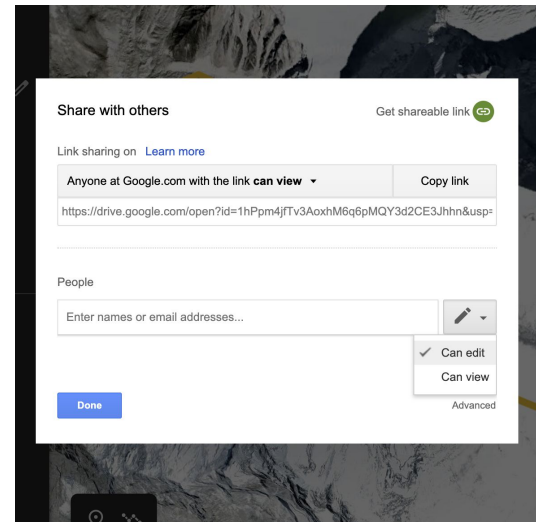 Share with others
Get shareable link
Link sharing on Learn more
Anyone at Google.com with the link can view
Copy link
https://drive.google.com/open?id=1hPpm4jfTv3AoxhM6q6pMQY3d2CE3Jhhn&usp=
People
Enter names or email addresses...
Can edit
Can view
Done
Advanced